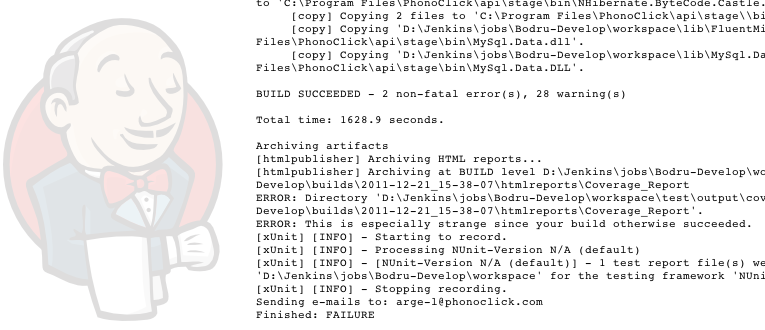 to 'C:\Program Files\PhonoClick\api\stage\bin\NHibernate.ByteCode.Castle.
[copy] Copying 2 files to 'C:\Program Files\PhonoClick\api\stage\\bi
[copy] Copying 'D:\Jenkins\jobs\Bodru-Develop\workspace\lib\FluentMi
Files\PhonoClick\api\stage\bin\MySql.Data.dll'.
[copy] Copying 'D:\Jenkins\jobs\Bodru-Develop\workspace\lib\MySql.Da
Files\PhonoClick\api\stage\bin\MySql.Data.DLL'.
BUILD SUCCEEDED - 2 non-fatal error(s), 28 warning(s)
Total time: 1628.9 seconds.
Archiving artifacts
[htmlpublisher] Archiving HTML reports...
[htmlpublisher] Archiving at BUILD level D:\Jenkins\jobs\Bodru-Develop\wo
Develop\builds\2011-12-21_15-38-07\htmlreports\Coverage_Report
ERROR: Directory 'D:\Jenkins\jobs\Bodru-Develop\workspace\test\output\cov
Develop\builds\2011-12-21_15-38-07\htmlreports\Coverage_Report'.
ERROR: This is especially strange since your build otherwise succeeded.
[xUnit] [INFO] - Starting to record.
[xUnit] [INFO] - Processing NUnit-Version N/A (default)
[xUnit] [INFO] - [NUnit-Version N/A (default)] - 1 test report file(s) we
'D:\Jenkins\jobs\Bodru-Develop\workspace' for the testing framework 'NUni
[xUnit] [INFO] - Stopping recording.
Sending e-mails to: arge-l@phonoclick.com
Finished: FAILURE